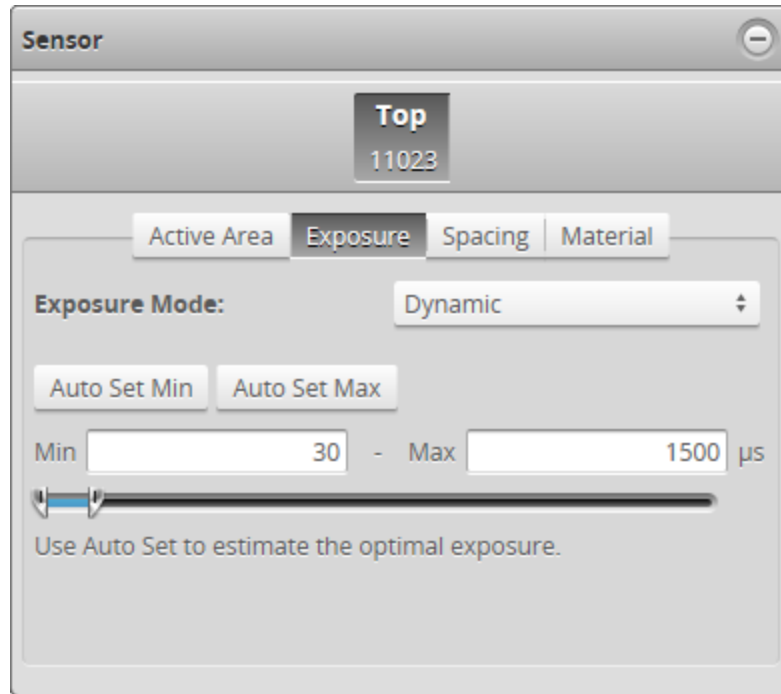 Sensor
Top
11023
Active Area Exposure Spacing Material
Exposure Mode: Dynamic
Auto Set Min Auto Set Max
Min 30 - Max 1500 µs
Use Auto Set to estimate the optimal exposure.